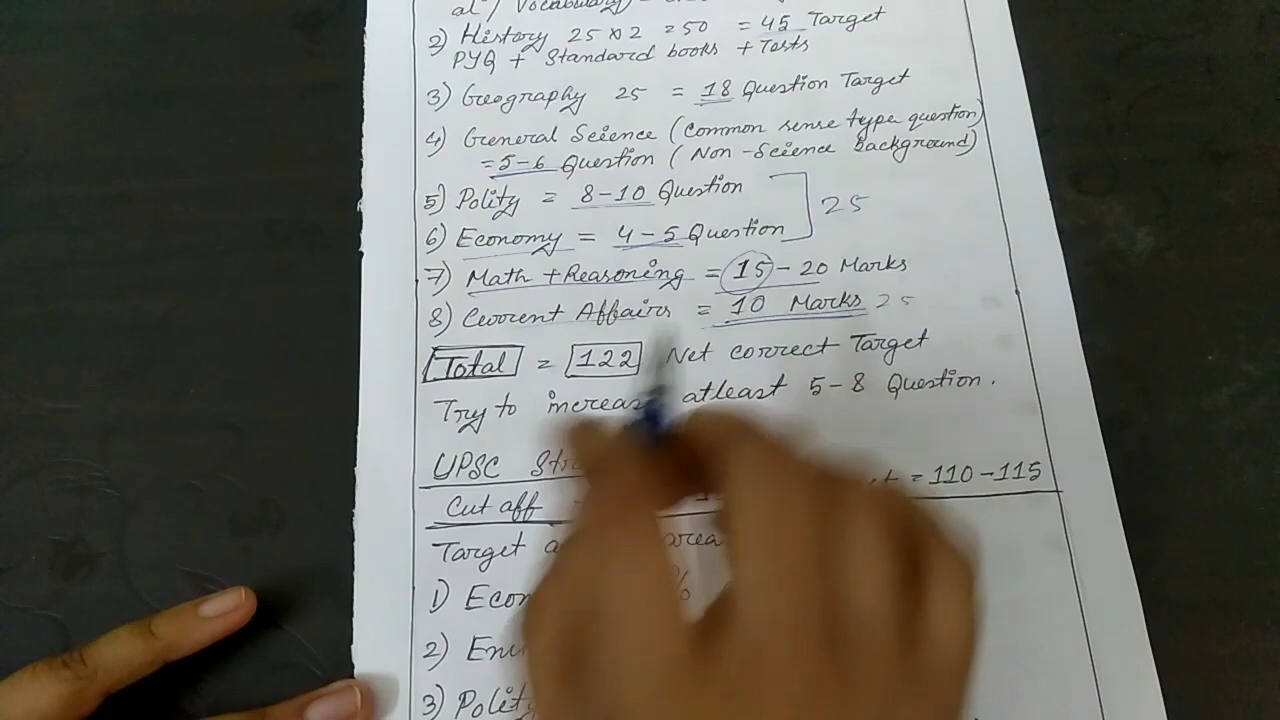 al / Vocabulary)
2) History 25 x 2 = 50 = 45 Target
PYQ + Standard books + Tests
3) Geography 25 = 18 Question Target
4) General Science (Common sense type question)
= 5-6 Question (Non-Science background)
5) Polity = 8-10 Question
25
6) Economy = 4-5 Question
7) Math + Reasoning = 15 - 20 Marks
8) Current Affairs = 10 Marks 25
Total = 122 Net correct Target
Try to increase atleast 5-8 Question.
UPSC = 110-115
Cut off
Target area
1) Econ %
2)
3) Polit